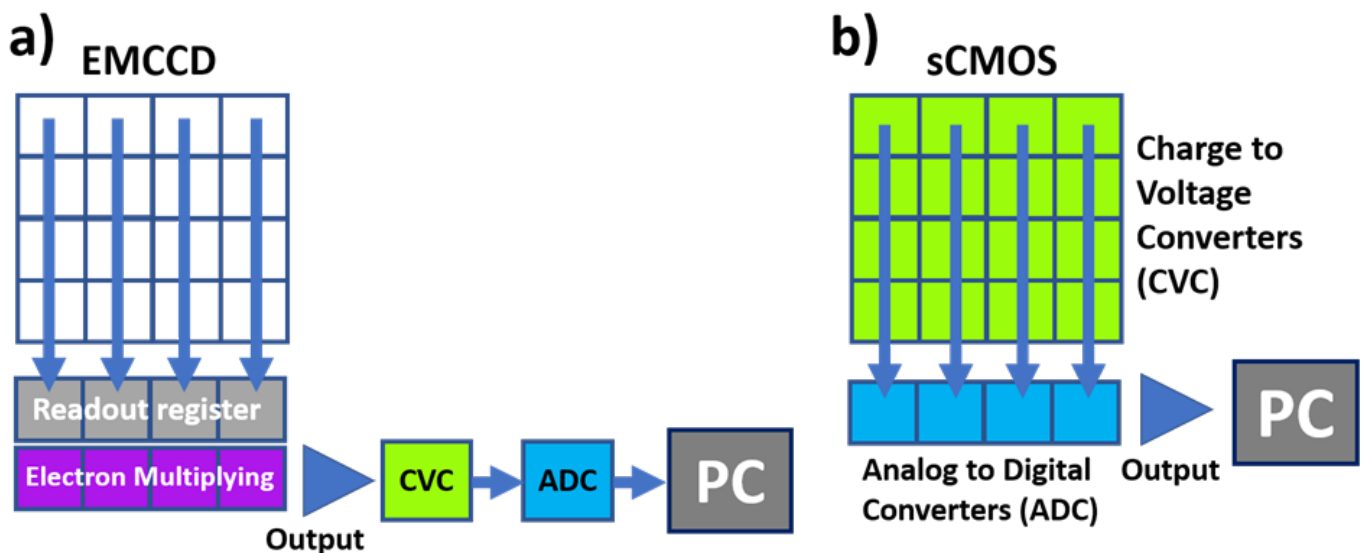 a)
EMCCD
Readout register
Electron Multiplying
Output
CVC
ADC
PC
b)
sCMOS
Charge to
Voltage
Converters
(CVC)
Analog to Digital
Converters (ADC)
Output
PC